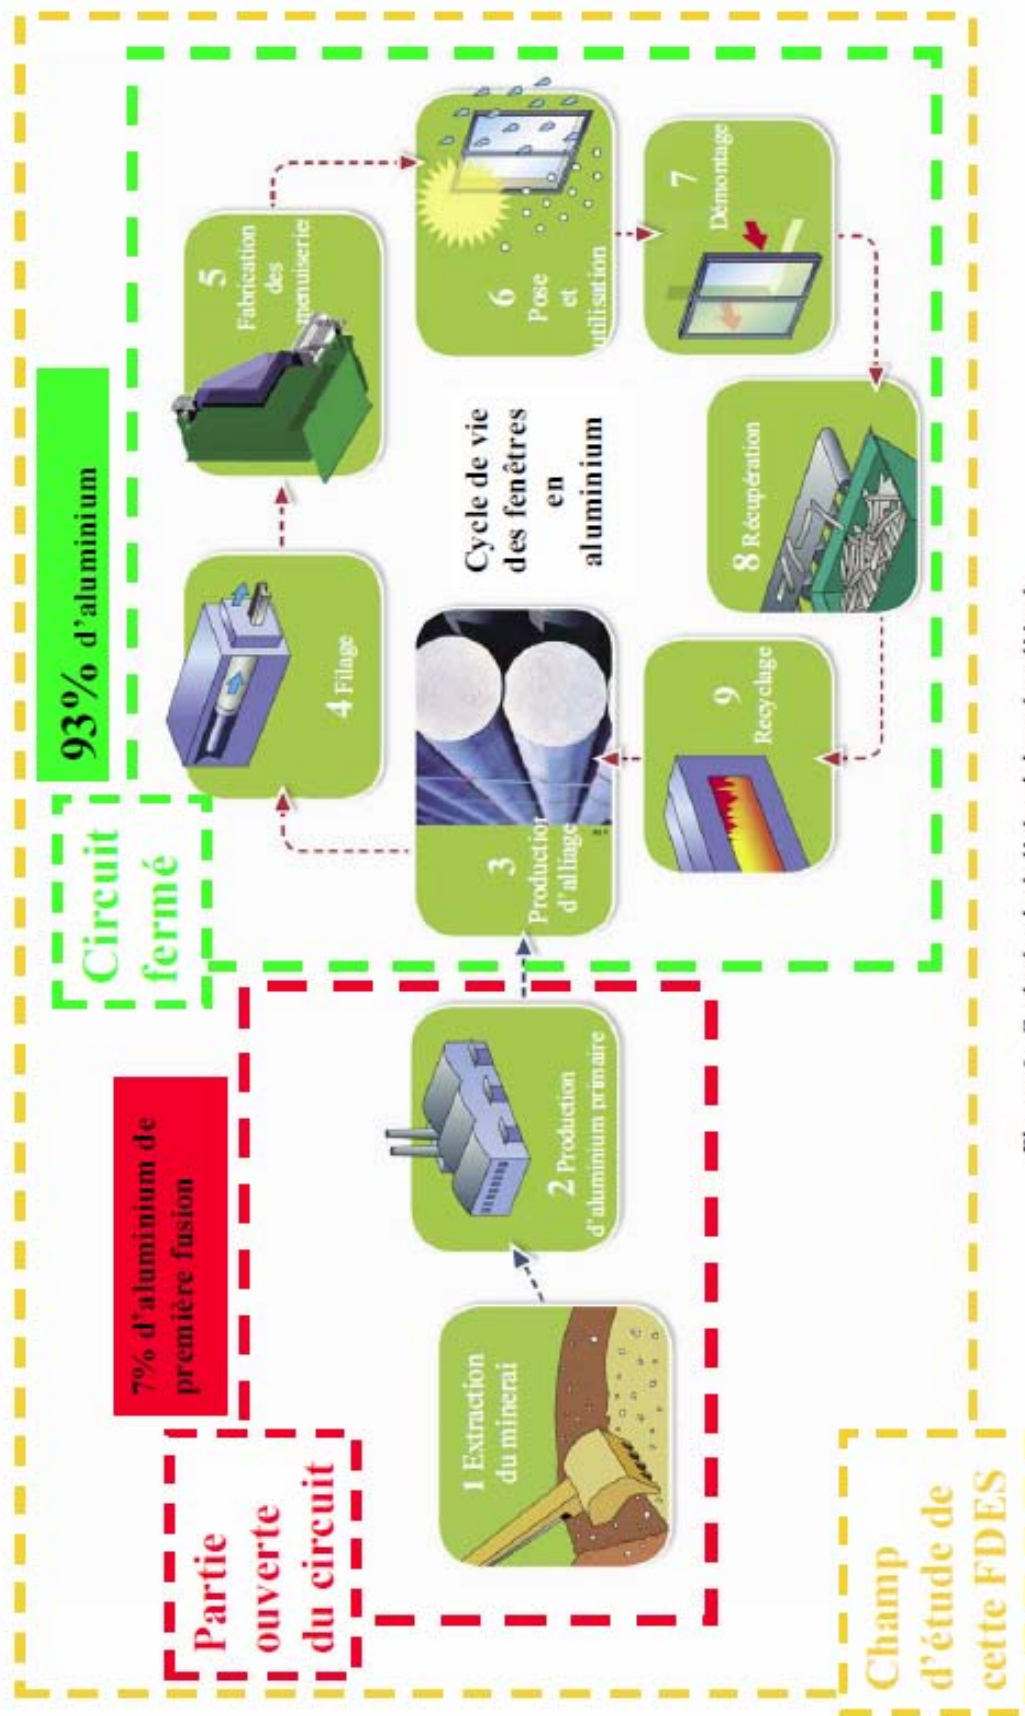 93% d'aluminium
Circuit
fermé
7% d'aluminium de
première fusion
Partie
ouverte
du circuit
1 Extraction
du minerai
2 Production
d'aluminium primaire
3
Production
d'alliage
4 Filage
5
Fabrication
des
menuiserie
6
Pose
et
utilisation
7
Démontage
8 Récupération
9
Recyclage
Cycle de vie
des fenêtres
en
aluminium
Champ
d'étude de
cette FDES